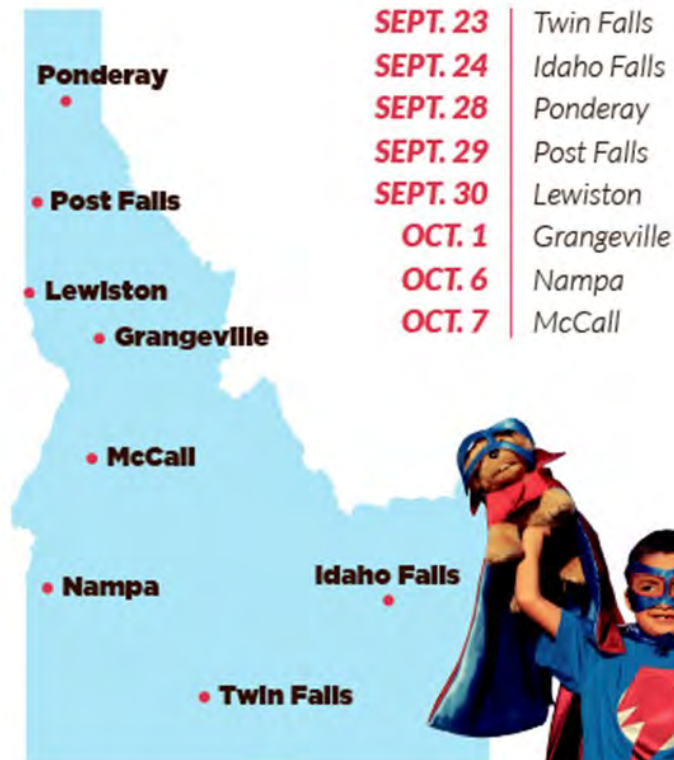 SEPT. 23 Twin Falls
SEPT. 24 Idaho Falls
SEPT. 28 Ponderay
SEPT. 29 Post Falls
SEPT. 30 Lewiston
OCT. 1 Grangeville
OCT. 6 Nampa
OCT. 7 McCall
Ponderay
Post Falls
Lewiston
Grangeville
McCall
Nampa
Idaho Falls
Twin Falls